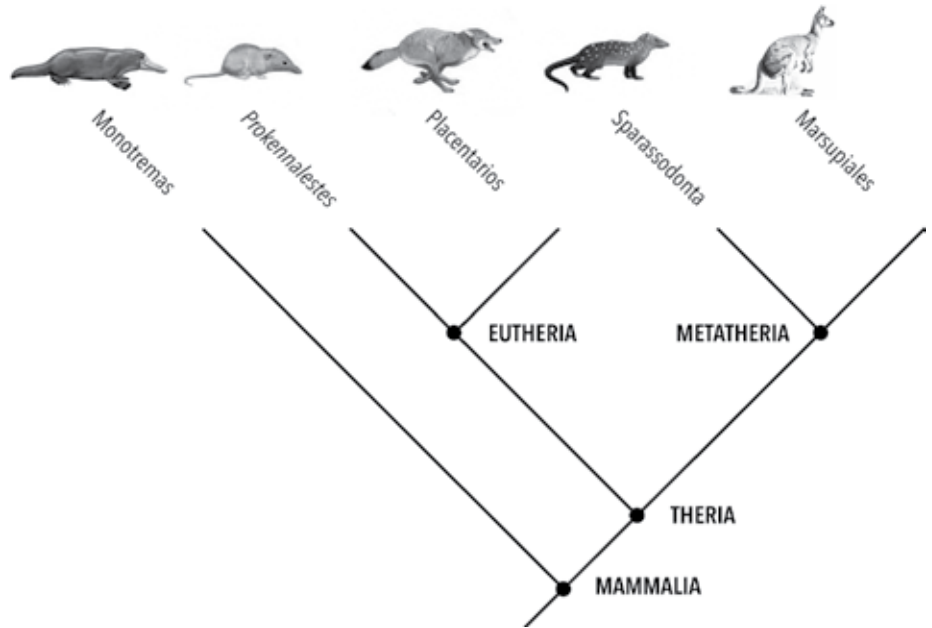 Monotremas
Prokennalestes
Placentarios
Sparassodonta
Marsupiales
EUTHERIA
METATHERIA
THERIA
MAMMALIA